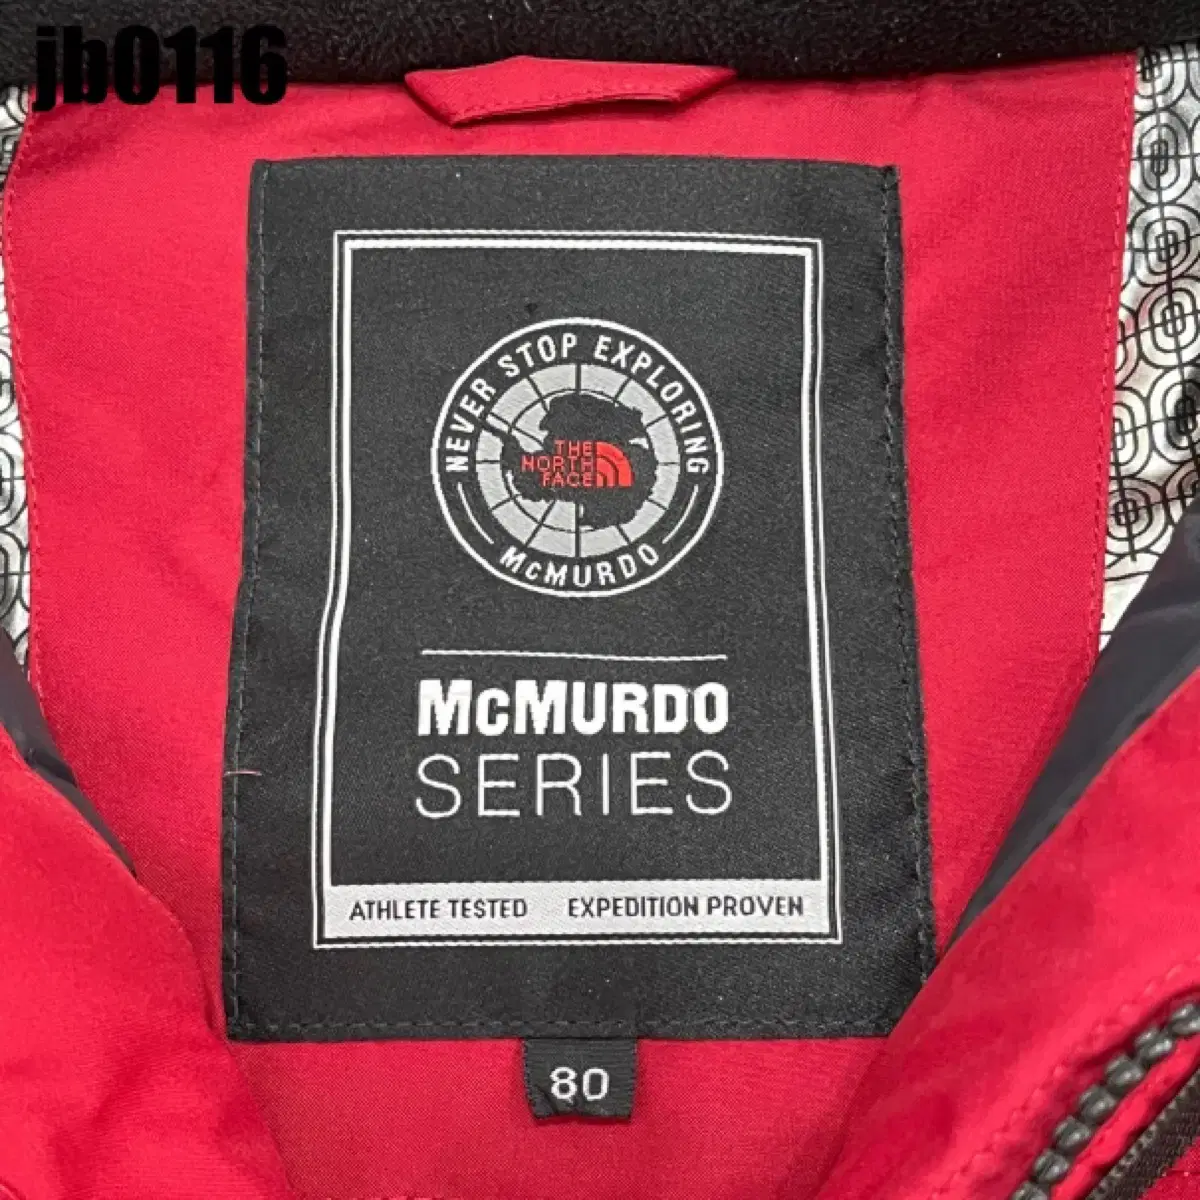 jb0116
NEVER STOP EXPLORING
THE
NORTH
FACE
McMURDO
McMURDO
SERIES
ATHLETE TESTED EXPEDITION PROVEN
80